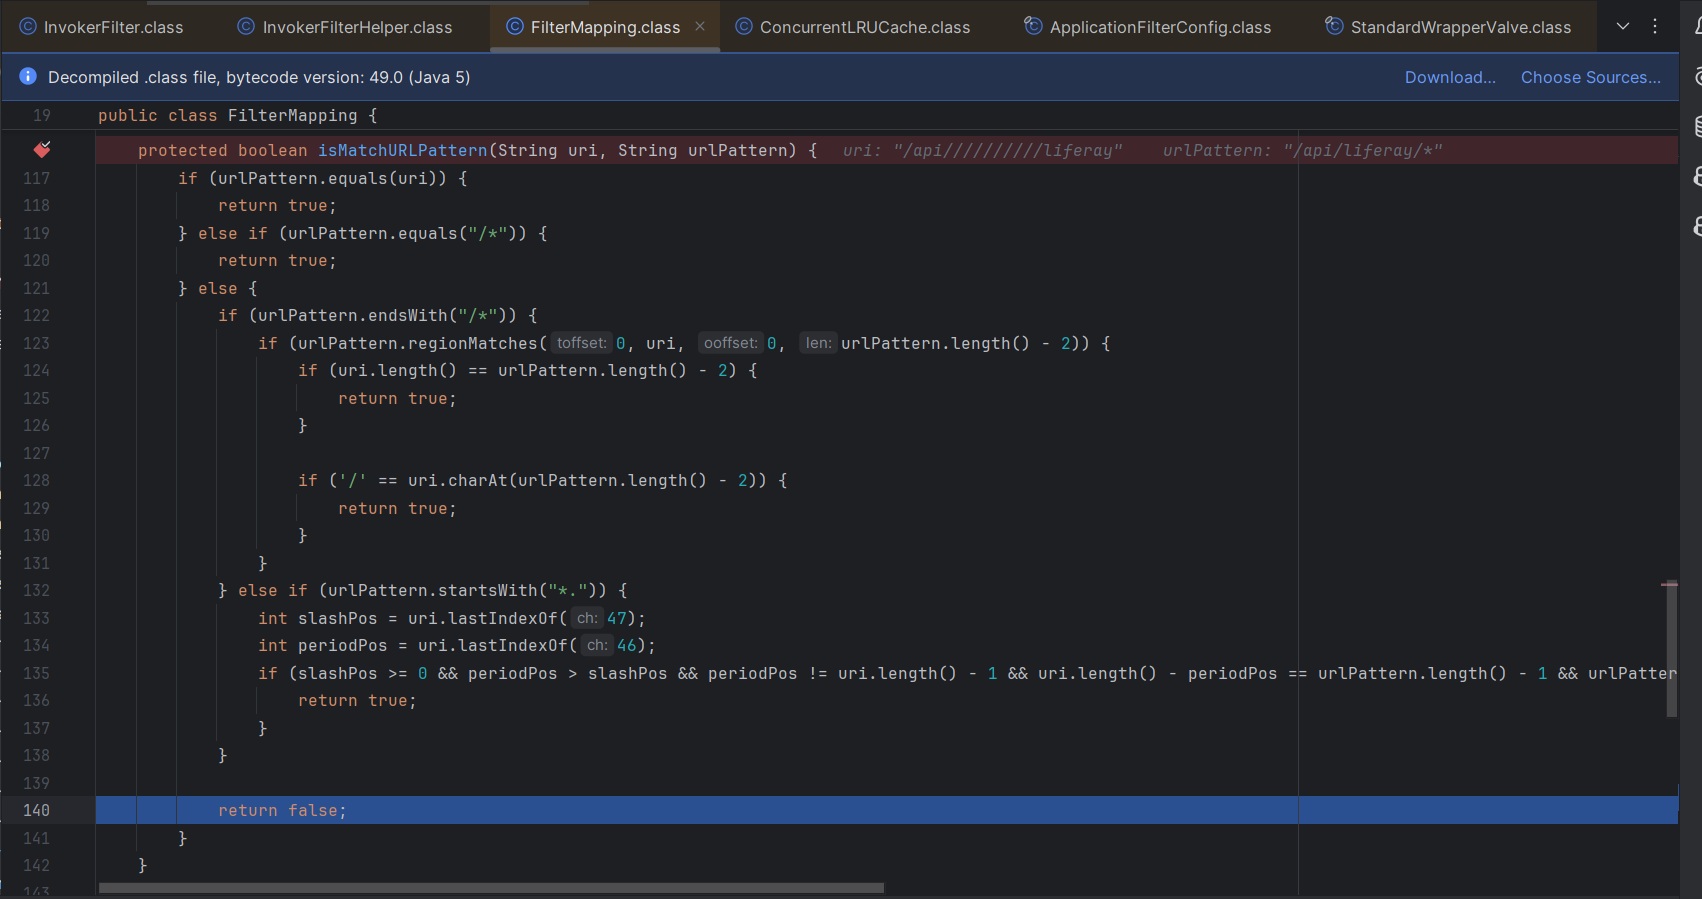 InvokerFilter.class InvokerFilterHelper.class FilterMapping.class ConcurrentLRUCache.class ApplicationFilterConfig.class StandardWrapperValve.class
Decompiled .class file, bytecode version: 49.0 (Java 5) Download... Choose Sources...
19 public class FilterMapping {
protected boolean isMatchURLPattern(String uri, String urlPattern) { uri: "/api//////////liferay" urlPattern: "/api/liferay/*"
117 if (urlPattern.equals(uri)) {
118 return true;
119 } else if (urlPattern.equals("/*")) {
120 return true;
121 } else {
122 if (urlPattern.endsWith("/*")) {
123 if (urlPattern.regionMatches( toffset: 0, uri, ooffset: 0, len: urlPattern.length() - 2)) {
124 if (uri.length() == urlPattern.length() - 2) {
125 return true;
126 }
127
128 if ('/' == uri.charAt(urlPattern.length() - 2)) {
129 return true;
130 }
131 }
132 } else if (urlPattern.startsWith("*.")) {
133 int slashPos = uri.lastIndexOf( ch: 47);
134 int periodPos = uri.lastIndexOf( ch: 46);
135 if (slashPos >= 0 && periodPos > slashPos && periodPos != uri.length() - 1 && uri.length() - periodPos == urlPattern.length() - 1 && urlPatter
136 return true;
137 }
138 }
139
140 return false;
141 }
142 }
143